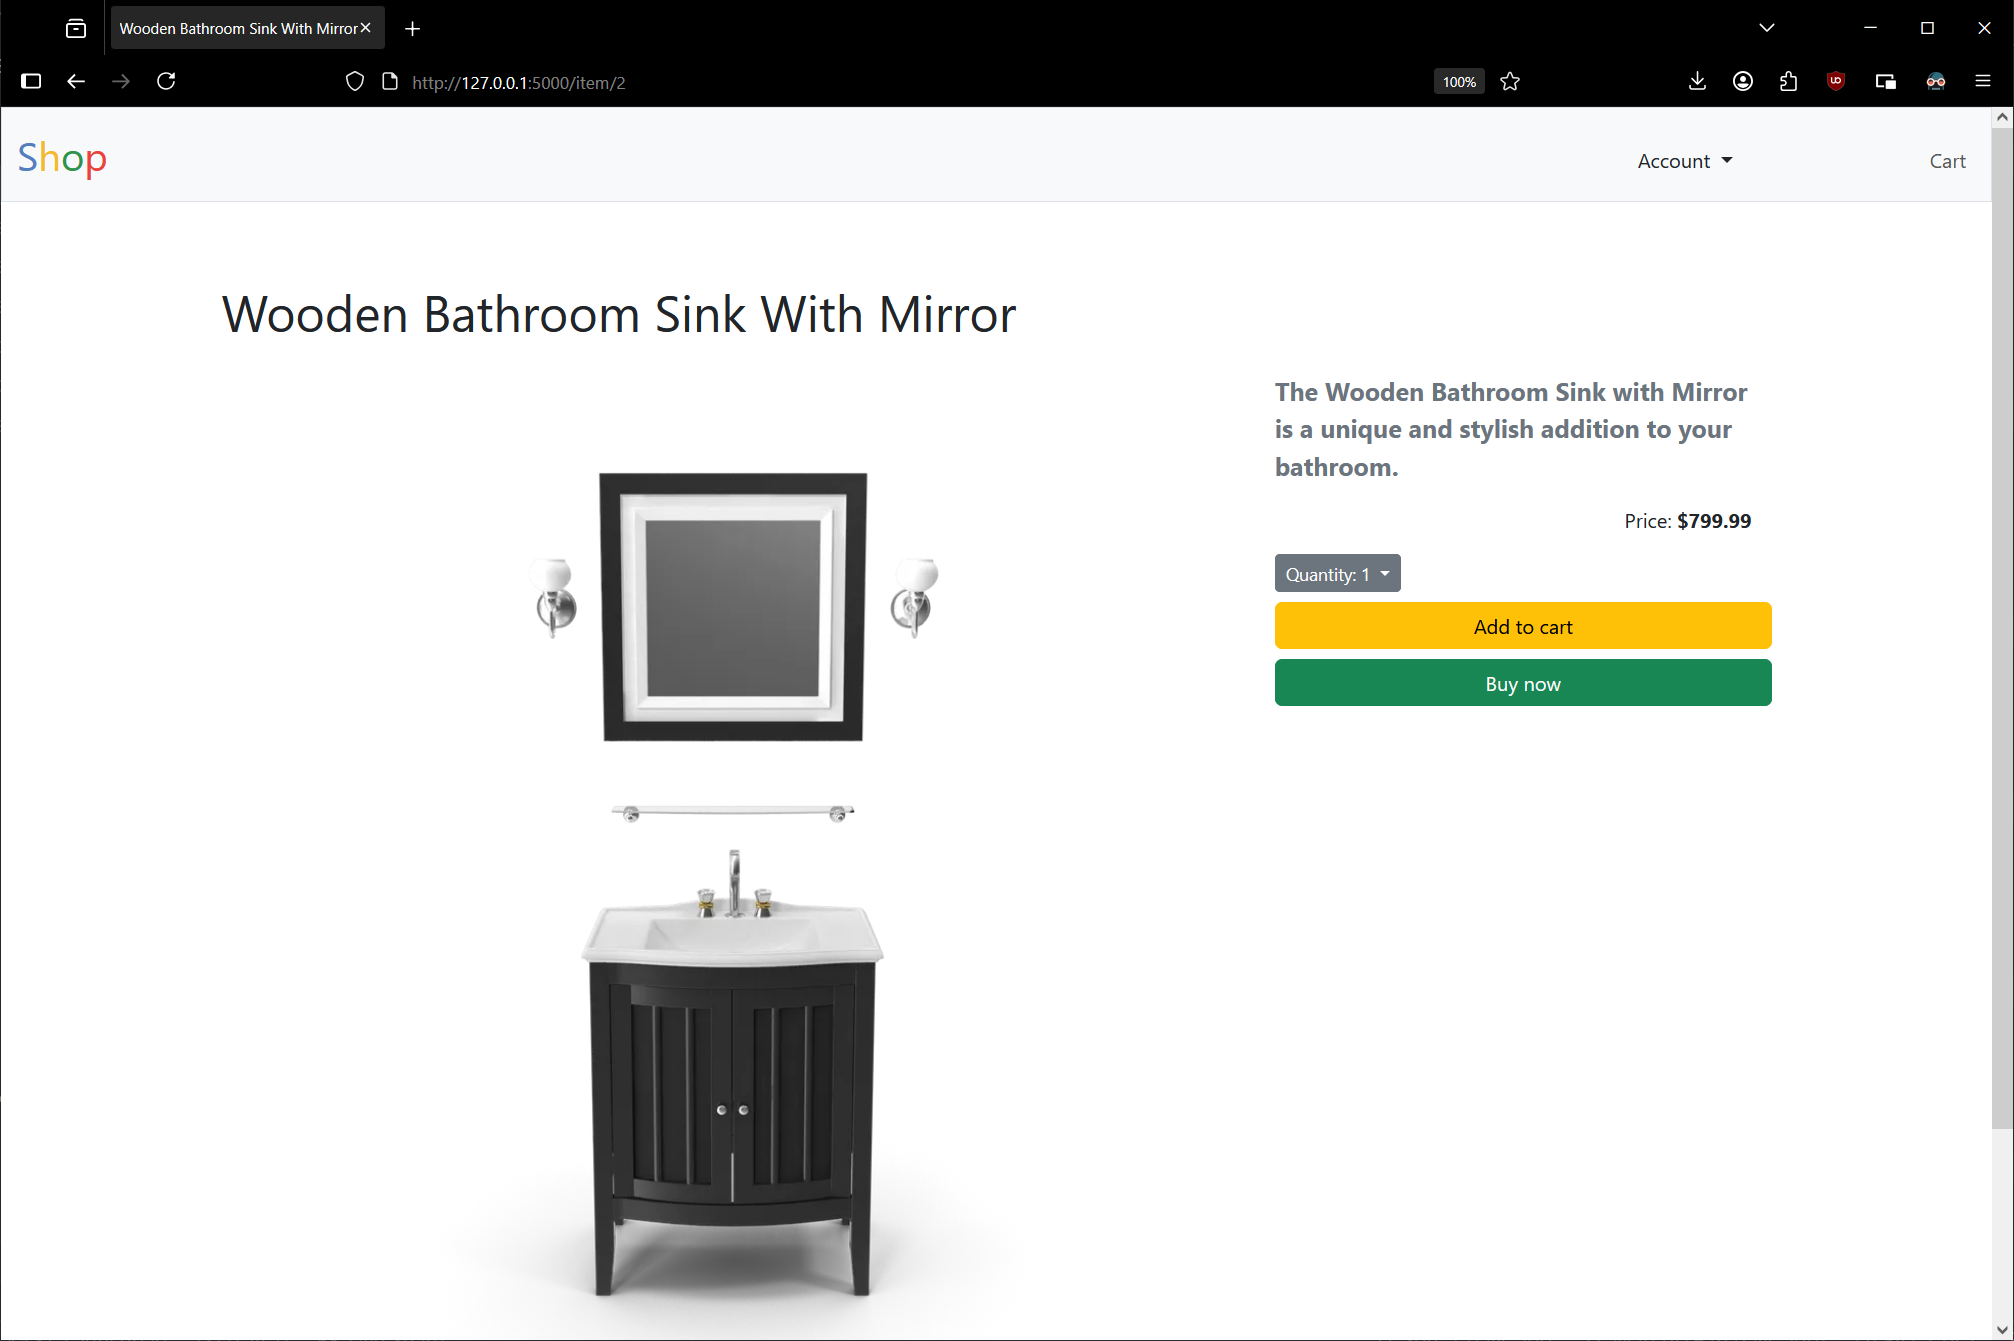 Wooden Bathroom Sink With Mirror
http://127.0.0.1:5000/item/2
100%
Shop
Account
Cart
Wooden Bathroom Sink With Mirror
The Wooden Bathroom Sink with Mirror
is a unique and stylish addition to your
bathroom.
Price: $799.99
Quantity: 1
Add to cart
Buy now